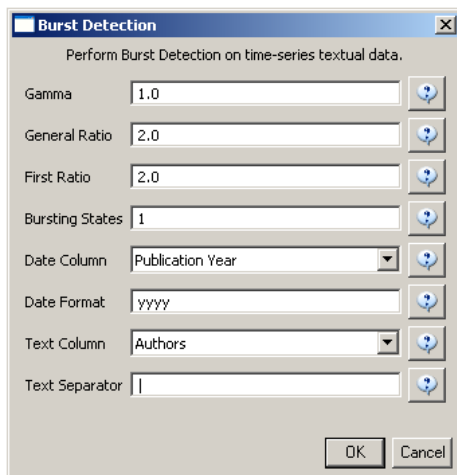 Burst Detection
Perform Burst Detection on time-series textual data.
Gamma 1.0
General Ratio 2.0
First Ratio 2.0
Bursting States 1
Date Column Publication Year
Date Format yyyy
Text Column Authors
Text Separator |
OK Cancel